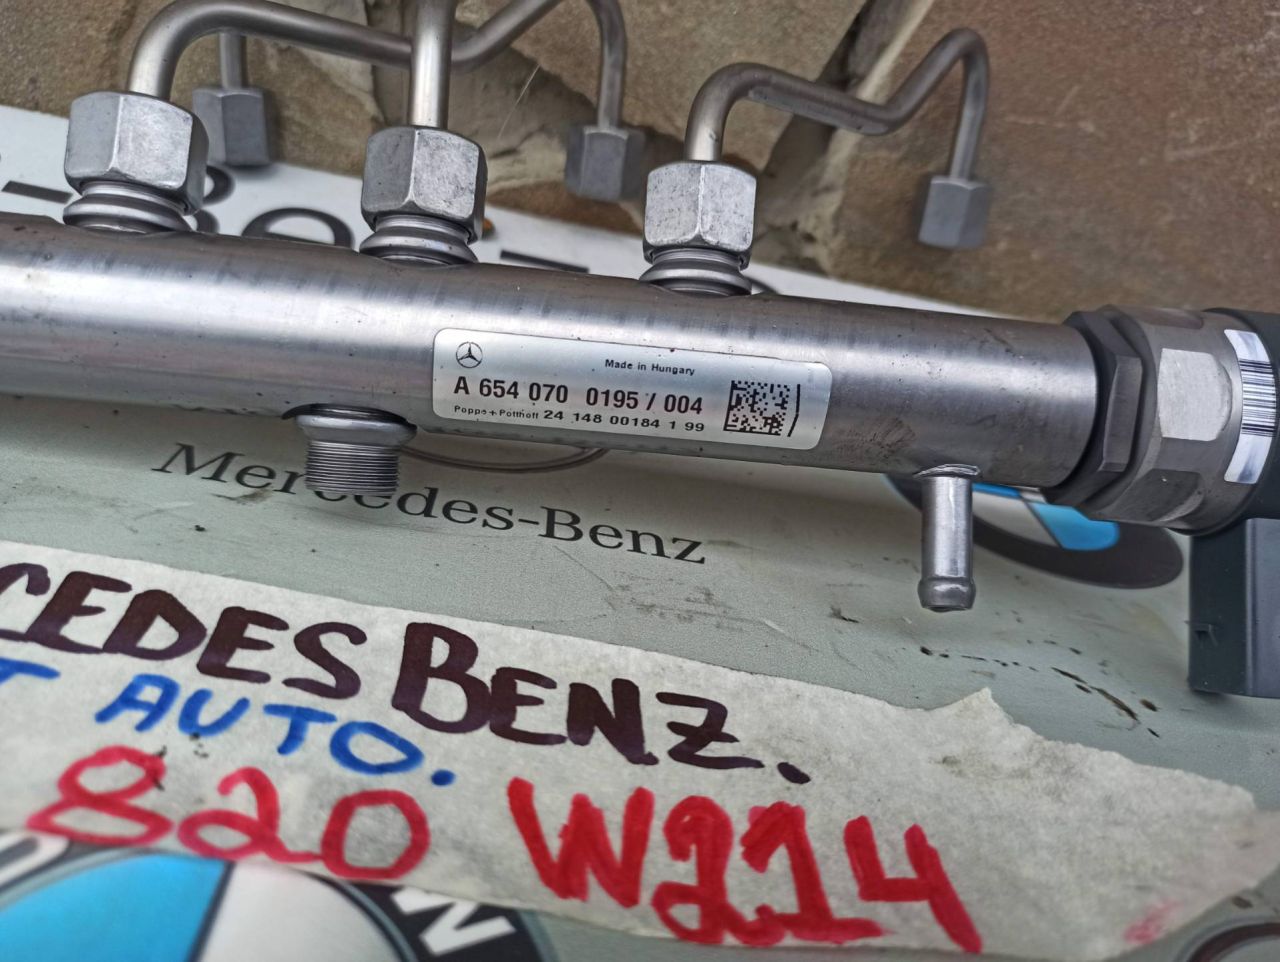 Made in Hungary
A 654 070 0195 / 004
Poppe + Potthoff 24 148 00184 1 99
Mercedes-Benz
CEDES BENZ.
T AUTO.
820 W214
W